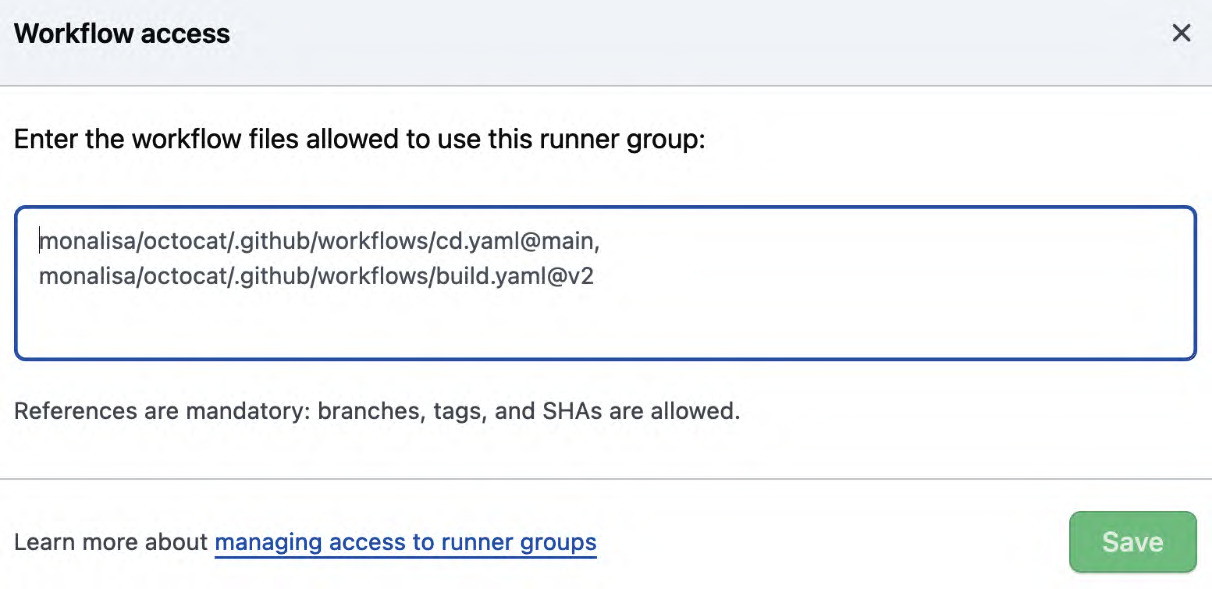 Workflow access
Enter the workflow files allowed to use this runner group:
monalisa/octocat/.github/workflows/cd.yaml@main,
monalisa/octocat/.github/workflows/build.yaml@v2
References are mandatory: branches, tags, and SHAs are allowed.
Learn more about managing access to runner groups
Save